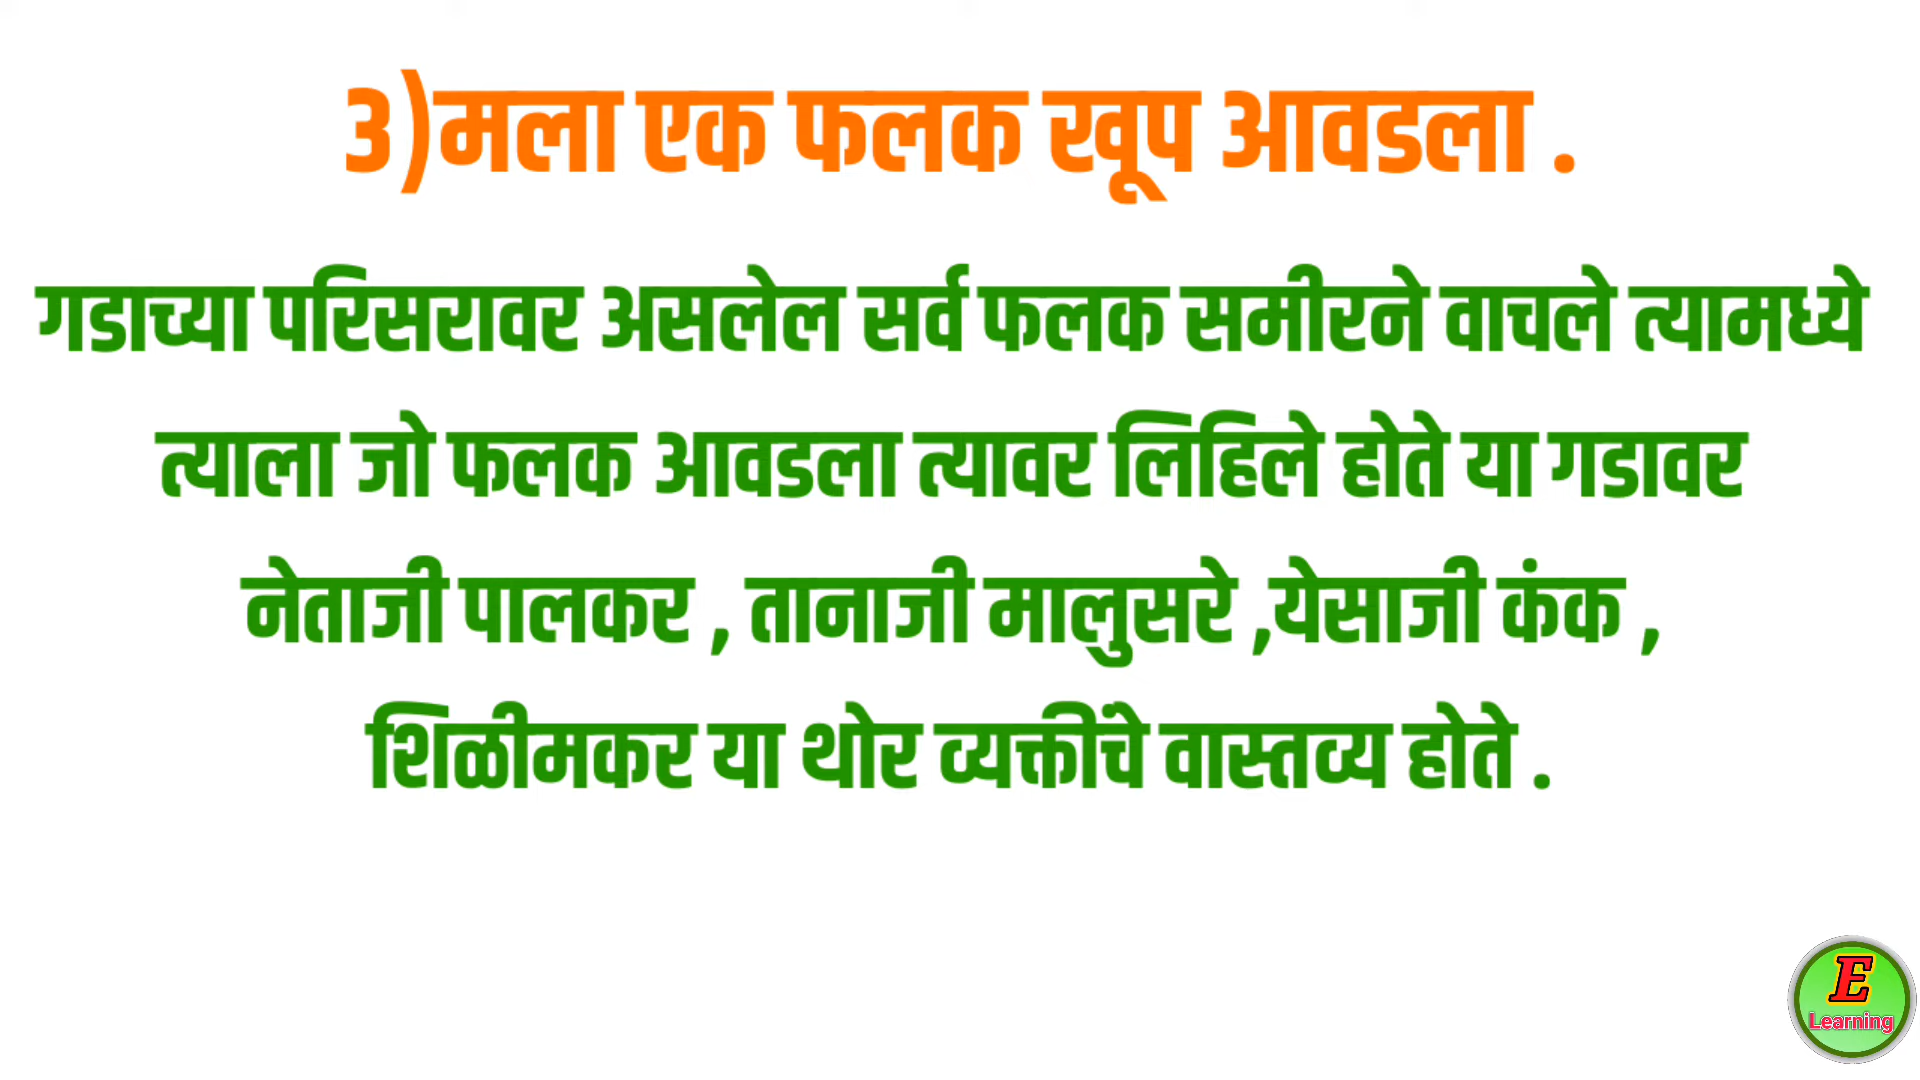 ३)मला एक फलक खूप आवडला .
गडाच्या परिसरावर असलेल सर्व फलक समीरने वाचले त्यामध्ये
त्याला जो फलक आवडला त्यावर लिहिले होते या गडावर
नेताजी पालकर , तानाजी मालुसरे ,येसाजी कंक ,
शिळीमकर या थोर व्यक्तींचे वास्तव्य होते .
E
Learning